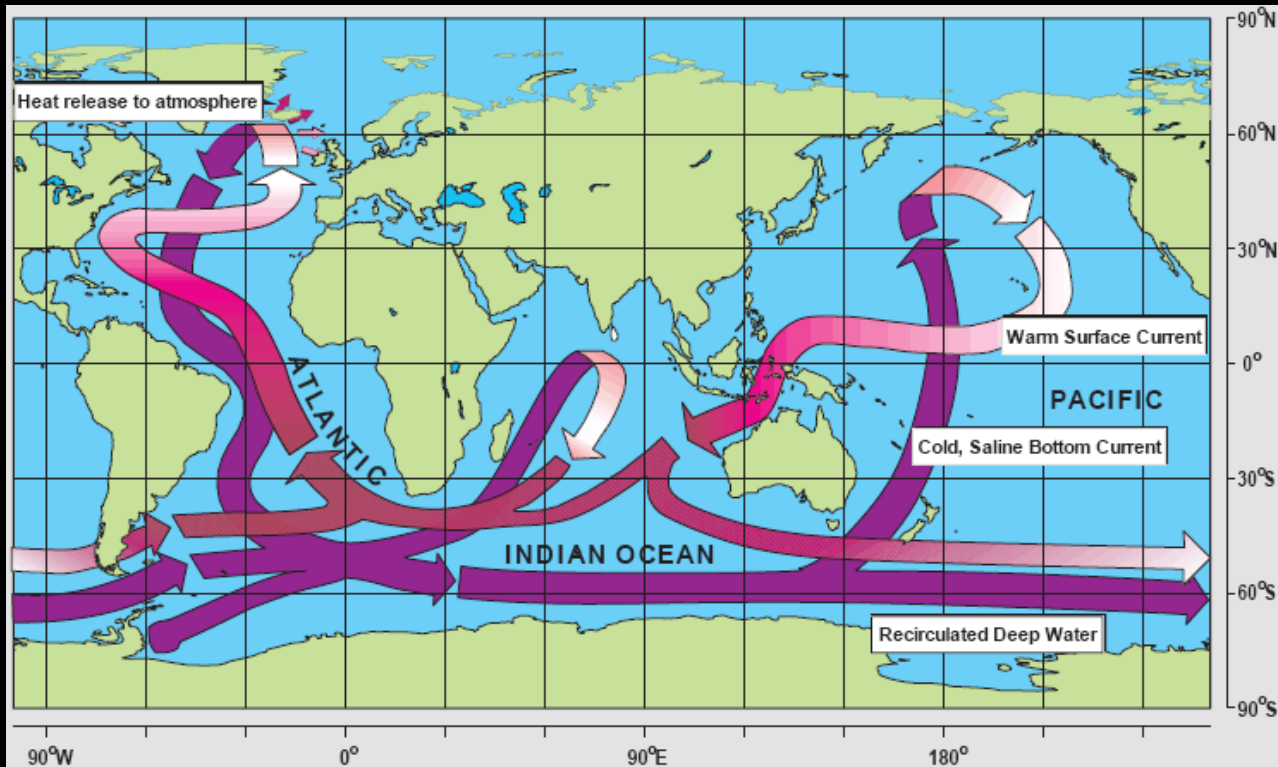 90°N
Heat release to atmosphere
60°N
30°N
Warm Surface Current
0°
ATLANTIC
PACIFIC
Cold, Saline Bottom Current
30°S
INDIAN OCEAN
60°S
Recirculated Deep Water
90°S
90°W 0° 90°E 180°